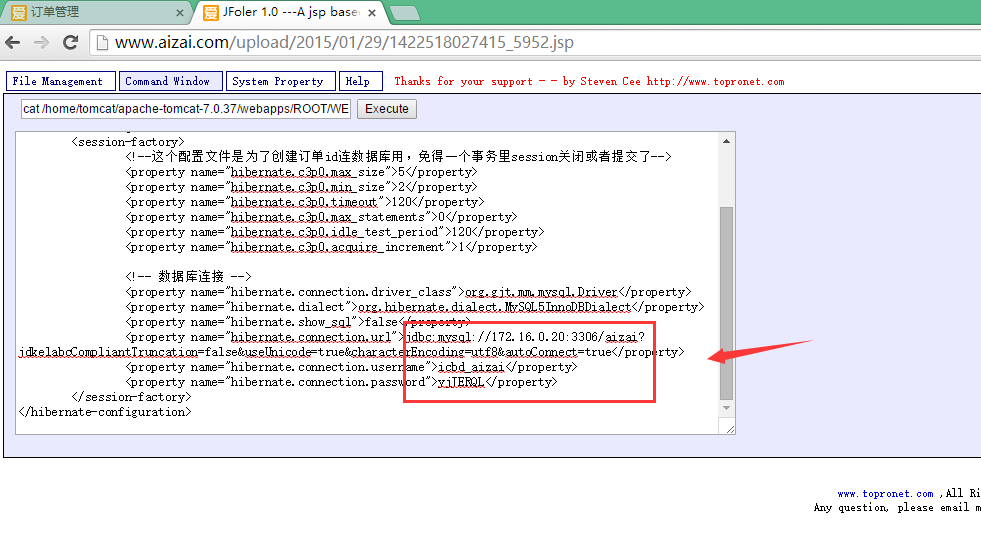 订单管理
JFoler 1.0 ---A jsp base
www.aizai.com/upload/2015/01/29/1422518027415_5952.jsp
File Management Command Window System Property Help Thanks for your support - - by Steven Cee http://www.topronet.com
cat /home/tomcat/apache-tomcat-7.0.37/webapps/ROOT/WE Execute
<session-factory>
<!--这个配置文件是为了创建订单id连数据库用，免得一个事务里session关闭或者提交了-->
<property name="hibernate.c3p0.max_size">5</property>
<property name="hibernate.c3p0.min_size">2</property>
<property name="hibernate.c3p0.timeout">120</property>
<property name="hibernate.c3p0.max_statements">0</property>
<property name="hibernate.c3p0.idle_test_period">120</property>
<property name="hibernate.c3p0.acquire_increment">1</property>
<!-- 数据库连接 -->
<property name="hibernate.connection.driver_class">org.gjt.mm.mysql.Driver</property>
<property name="hibernate.dialect">org.hibernate.dialect.MySQL5InnoDBDialect</property>
<property name="hibernate.show_sql">false</property>
<property name="hibernate.connection.url">jdbc:mysql://172.16.0.20:3306/aizai?
jdkelabcCompliantTruncation=false&useUnicode=true&characterEncoding=utf8&autoConnect=true</property>
<property name="hibernate.connection.username">icbd_aizai</property>
<property name="hibernate.connection.password"></property>
</session-factory>
</hibernate-configuration>
www.topronet.com ,All Ri
Any question, please email m